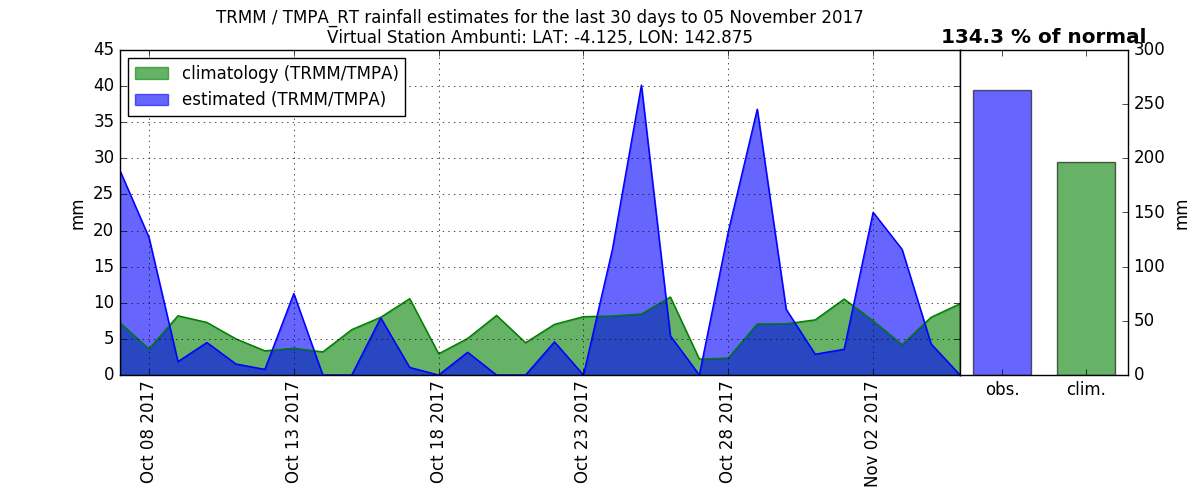 TRMM / TMPA_RT rainfall estimates for the last 30 days to 05 November 2017
Virtual Station Ambunti: LAT: -4.125, LON: 142.875
134.3 % of normal
climatology (TRMM/TMPA)
estimated (TRMM/TMPA)
45
40
35
30
25
20
15
10
5
0
mm
Oct 08 2017
Oct 13 2017
Oct 18 2017
Oct 23 2017
Oct 28 2017
Nov 02 2017
obs.
clim.
300
250
200
150
100
50
0
mm